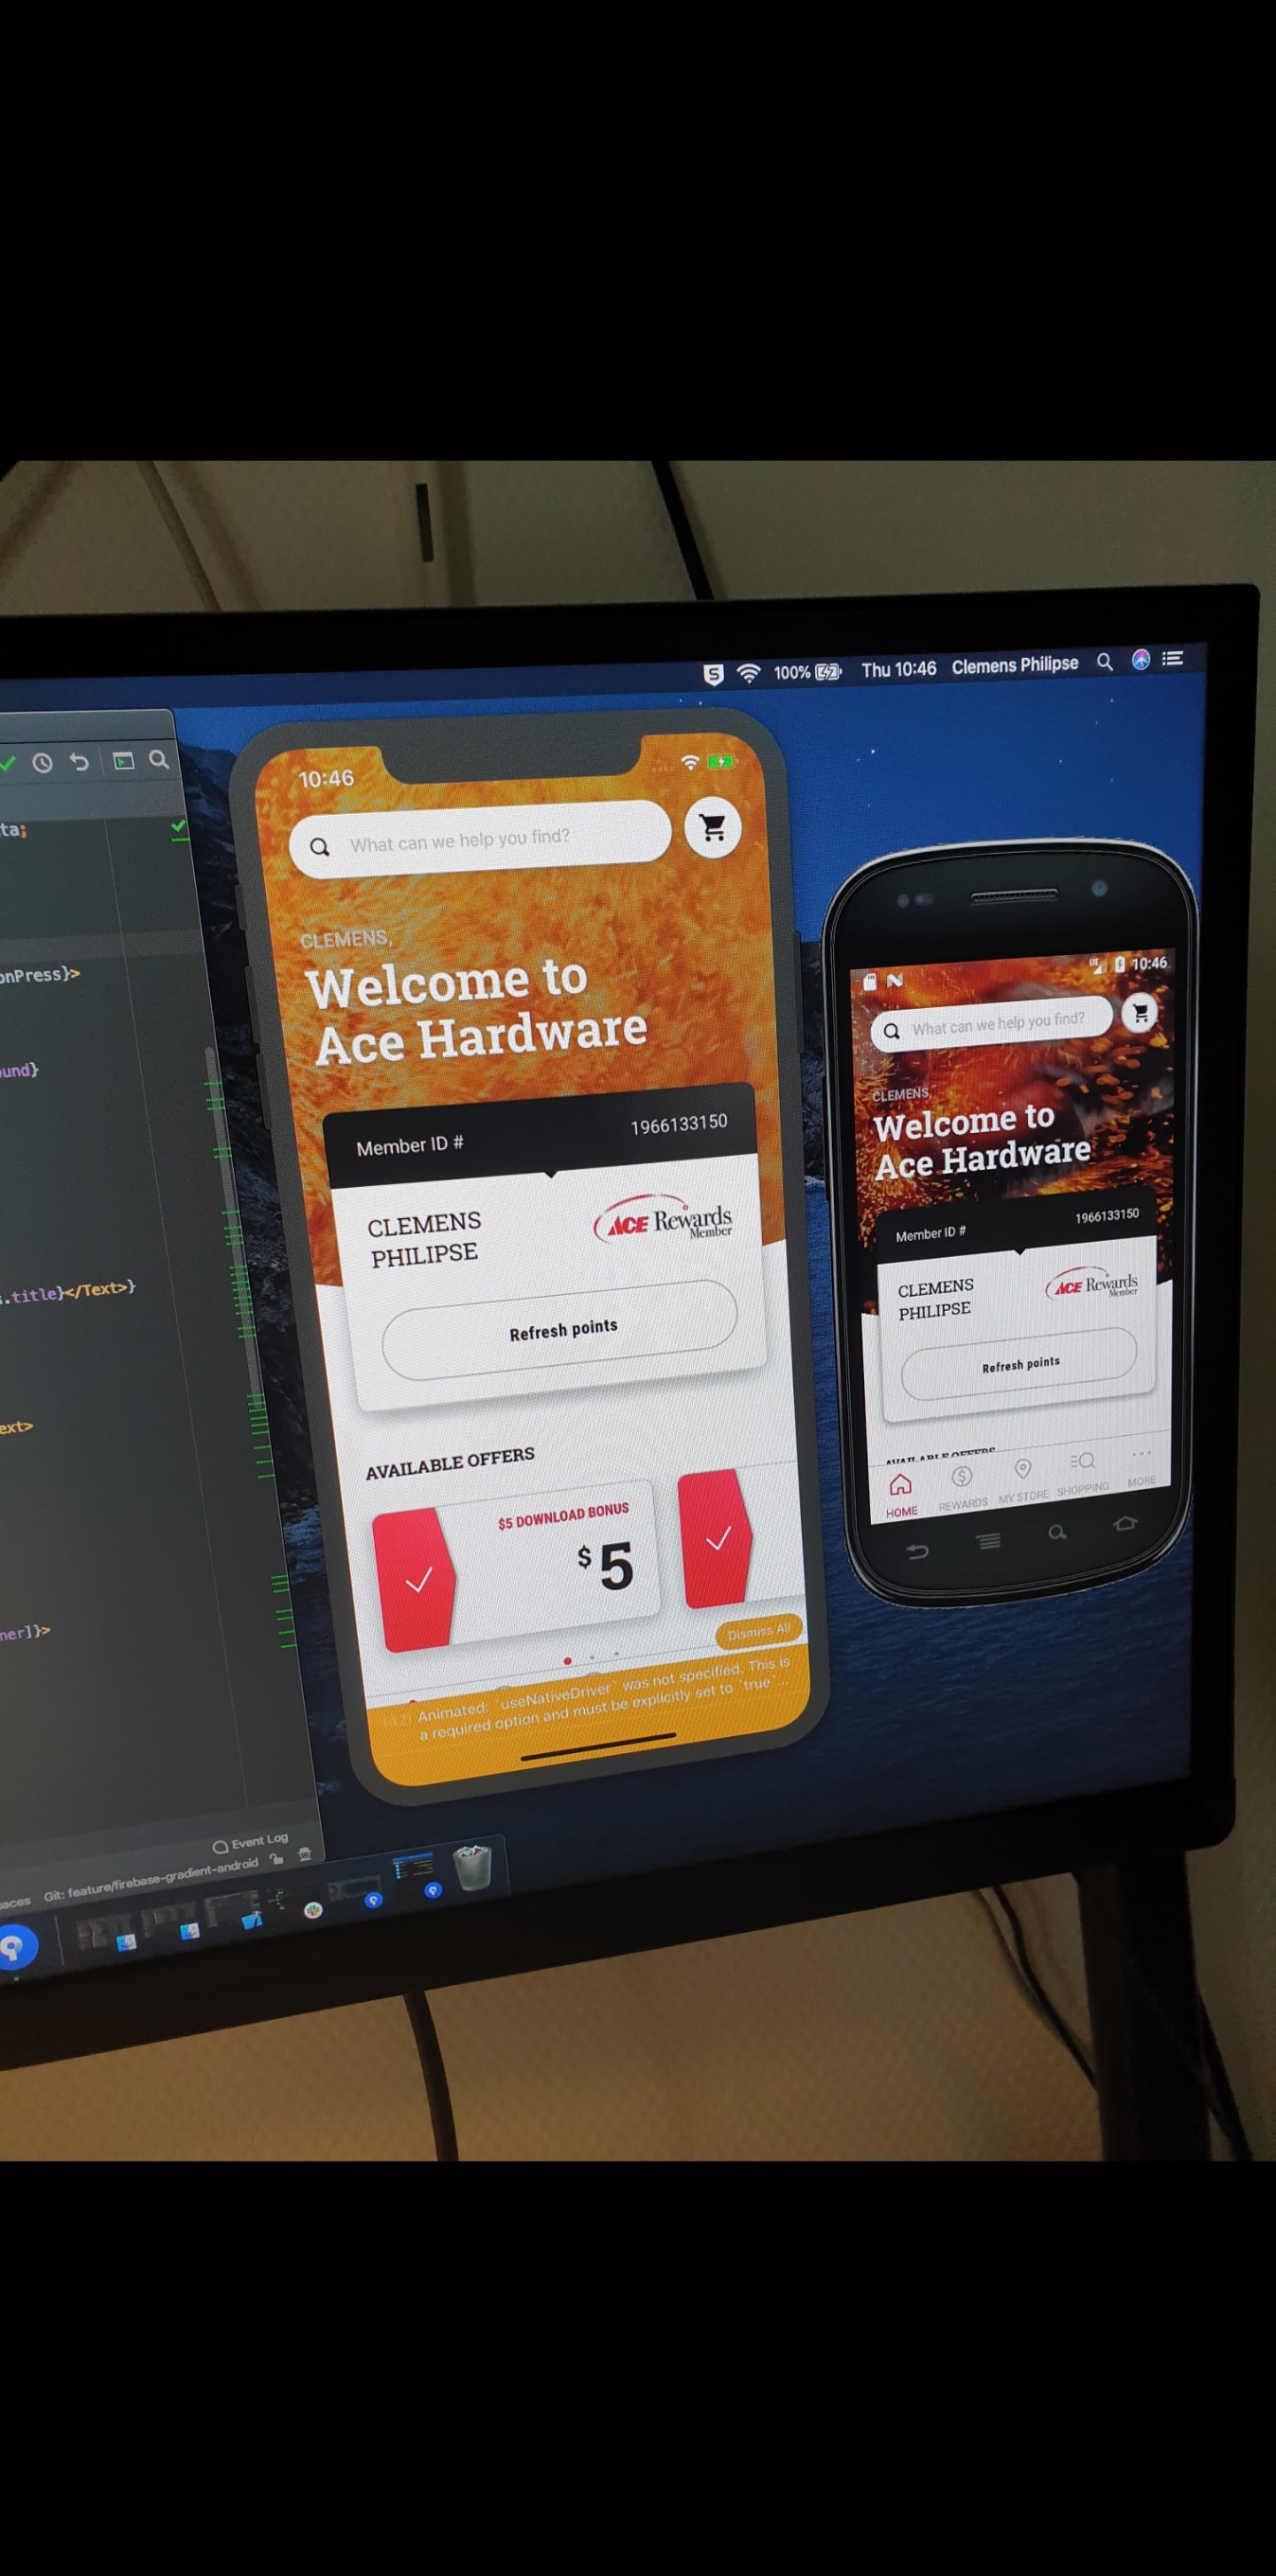 100% Thu 10:46 Clemens Philipse
ta;
onPress}>
ound}
s.title}</Text>}
ext>
ner]}>
Event Log
paces Git: feature/firebase-gradient-android
10:46
What can we help you find?
CLEMENS,
Welcome to
Ace Hardware
Member ID # 1966133150
CLEMENS
PHILIPSE
ACE Rewards
Member
Refresh points
AVAILABLE OFFERS
$5 DOWNLOAD BONUS
$5
Dismiss All
(42) Animated: `useNativeDriver` was not specified. This is
a required option and must be explicitly set to `true`...
LTE 10:46
What can we help you find?
CLEMENS,
Welcome to
Ace Hardware
Member ID # 1966133150
CLEMENS
PHILIPSE
ACE Rewards
Member
Refresh points
AVAILABLE OFFERS
HOME REWARDS MY STORE SHOPPING MORE